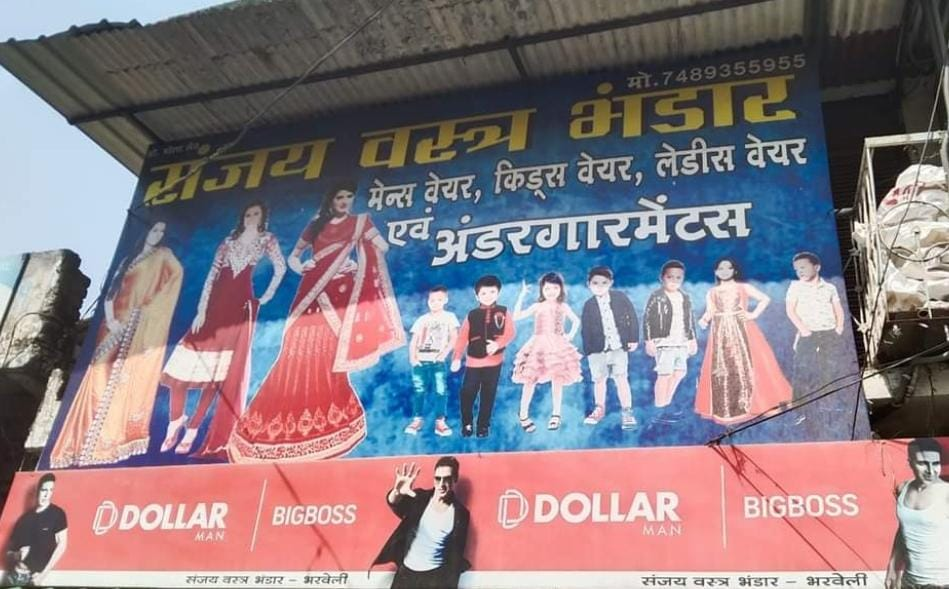 मो.7489355955
संजय वस्त्र भंडार
मेन्स वेयर, किड्स वेयर, लेडीस वेयर
एवं अंडरगारमेंटस
DOLLAR MAN BIGBOSS DOLLAR MAN BIGBOSS
संजय वस्त्र भंडार – भरवेली संजय वस्त्र भंडार – भरवेली